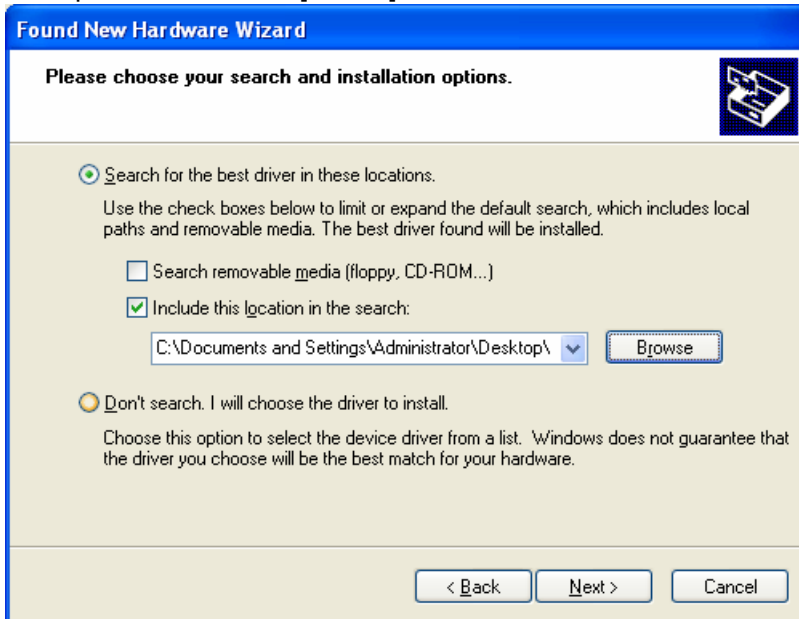 Found New Hardware Wizard
Please choose your search and installation options.
Search for the best driver in these locations.
Use the check boxes below to limit or expand the default search, which includes local
paths and removable media. The best driver found will be installed.
Search removable media (floppy, CD-ROM...)
Include this location in the search:
C:\Documents and Settings\Administrator\Desktop\
Browse
Don't search. I will choose the driver to install.
Choose this option to select the device driver from a list. Windows does not guarantee that
the driver you choose will be the best match for your hardware.
< Back Next > Cancel